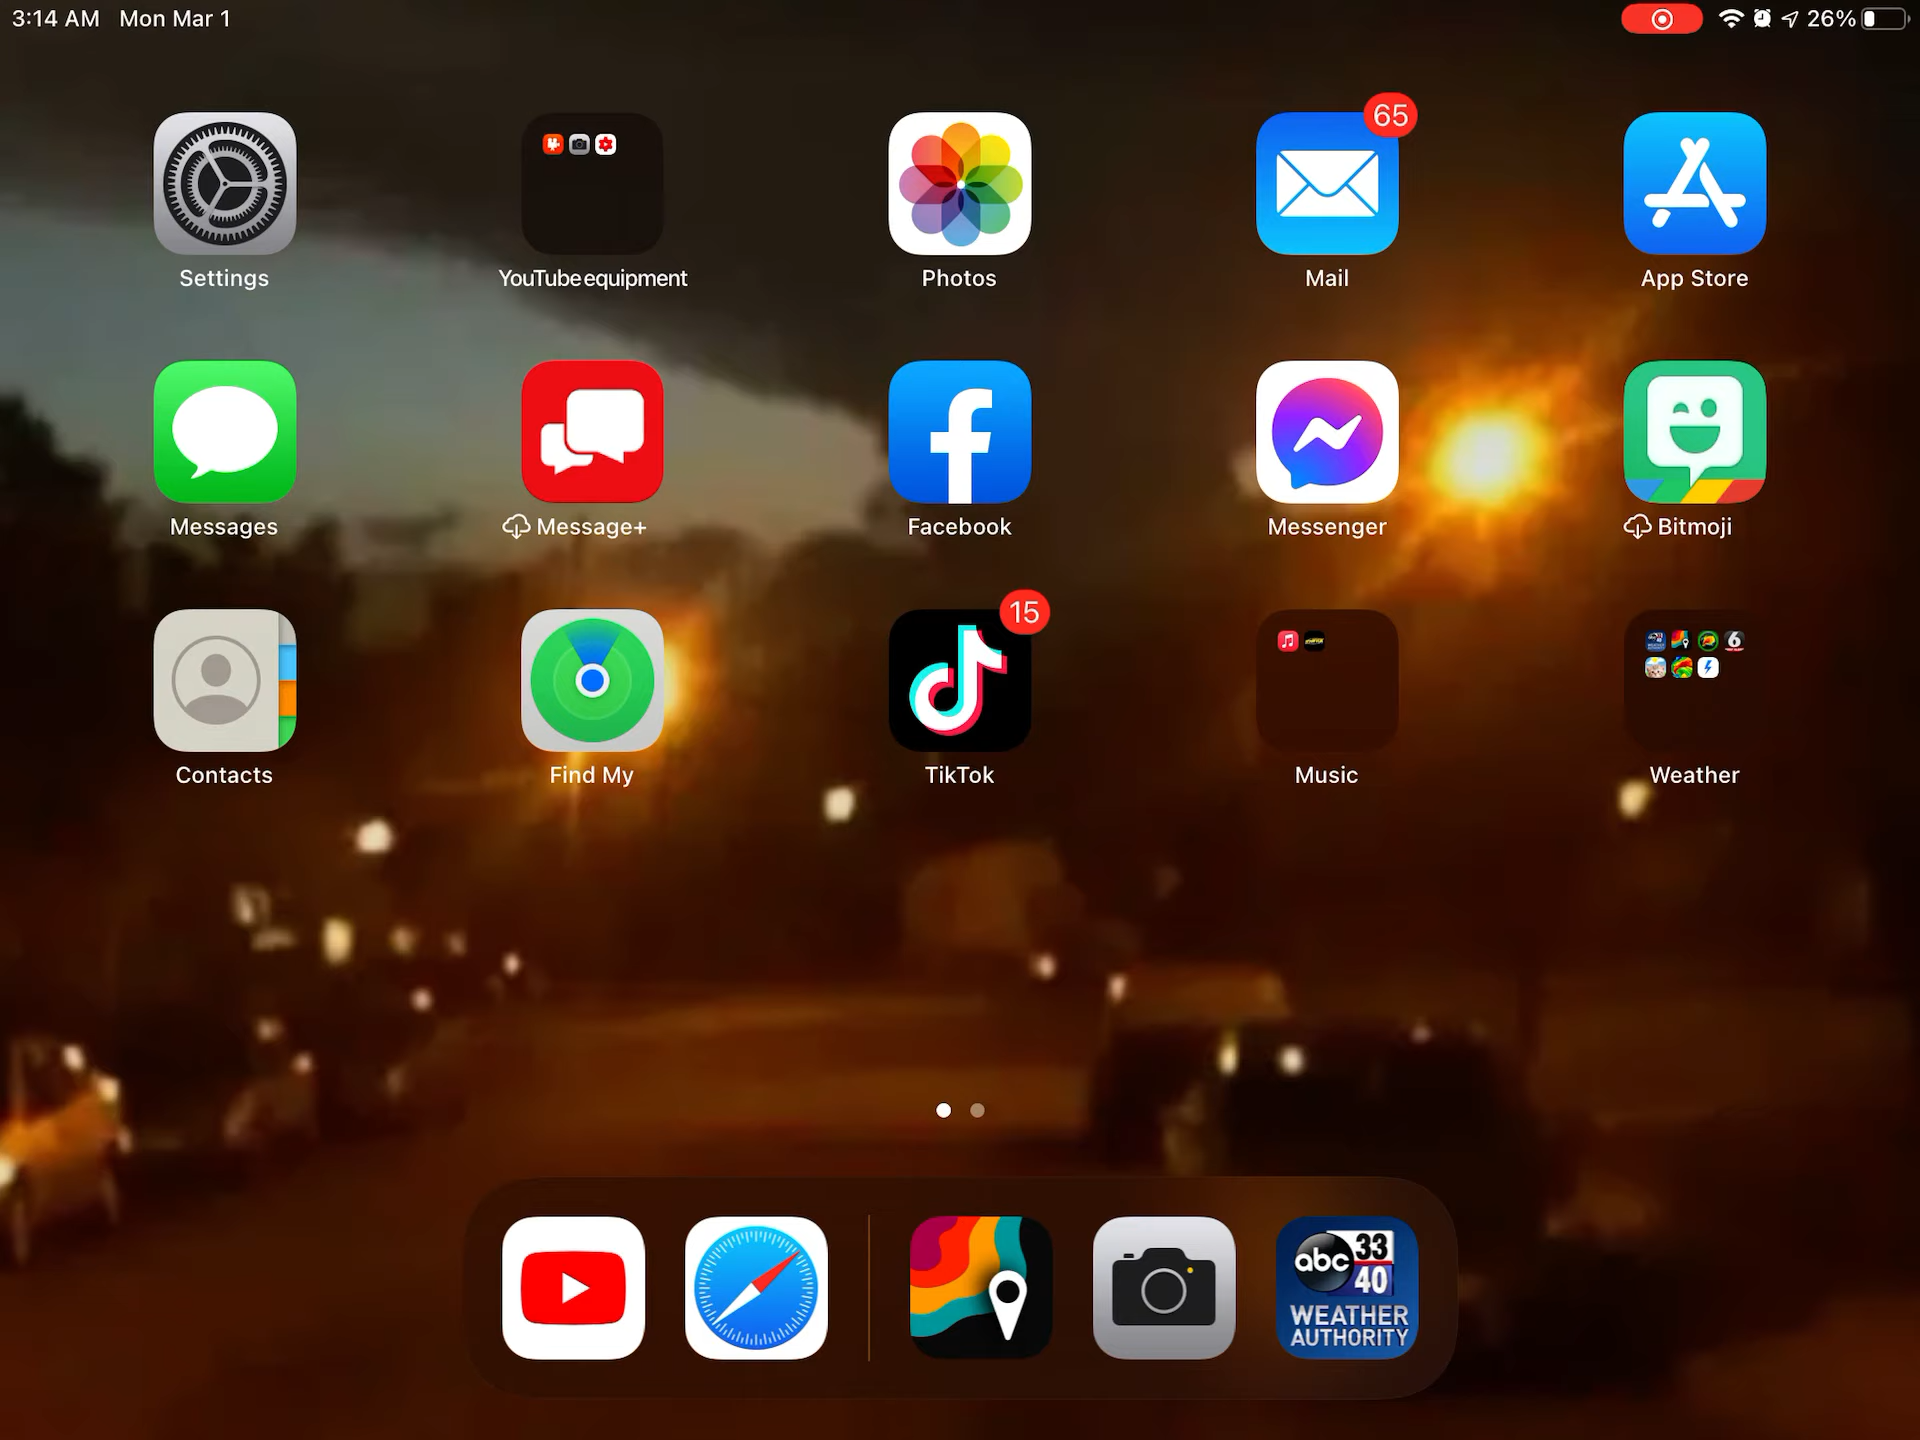 3:14 AM Mon Mar 1
26%
65
Settings
YouTube equipment
Photos
Mail
App Store
Messages
Message+
Facebook
Messenger
Bitmoji
15
6
Contacts
Find My
TikTok
Music
Weather
abc 33
40
WEATHER
AUTHORITY